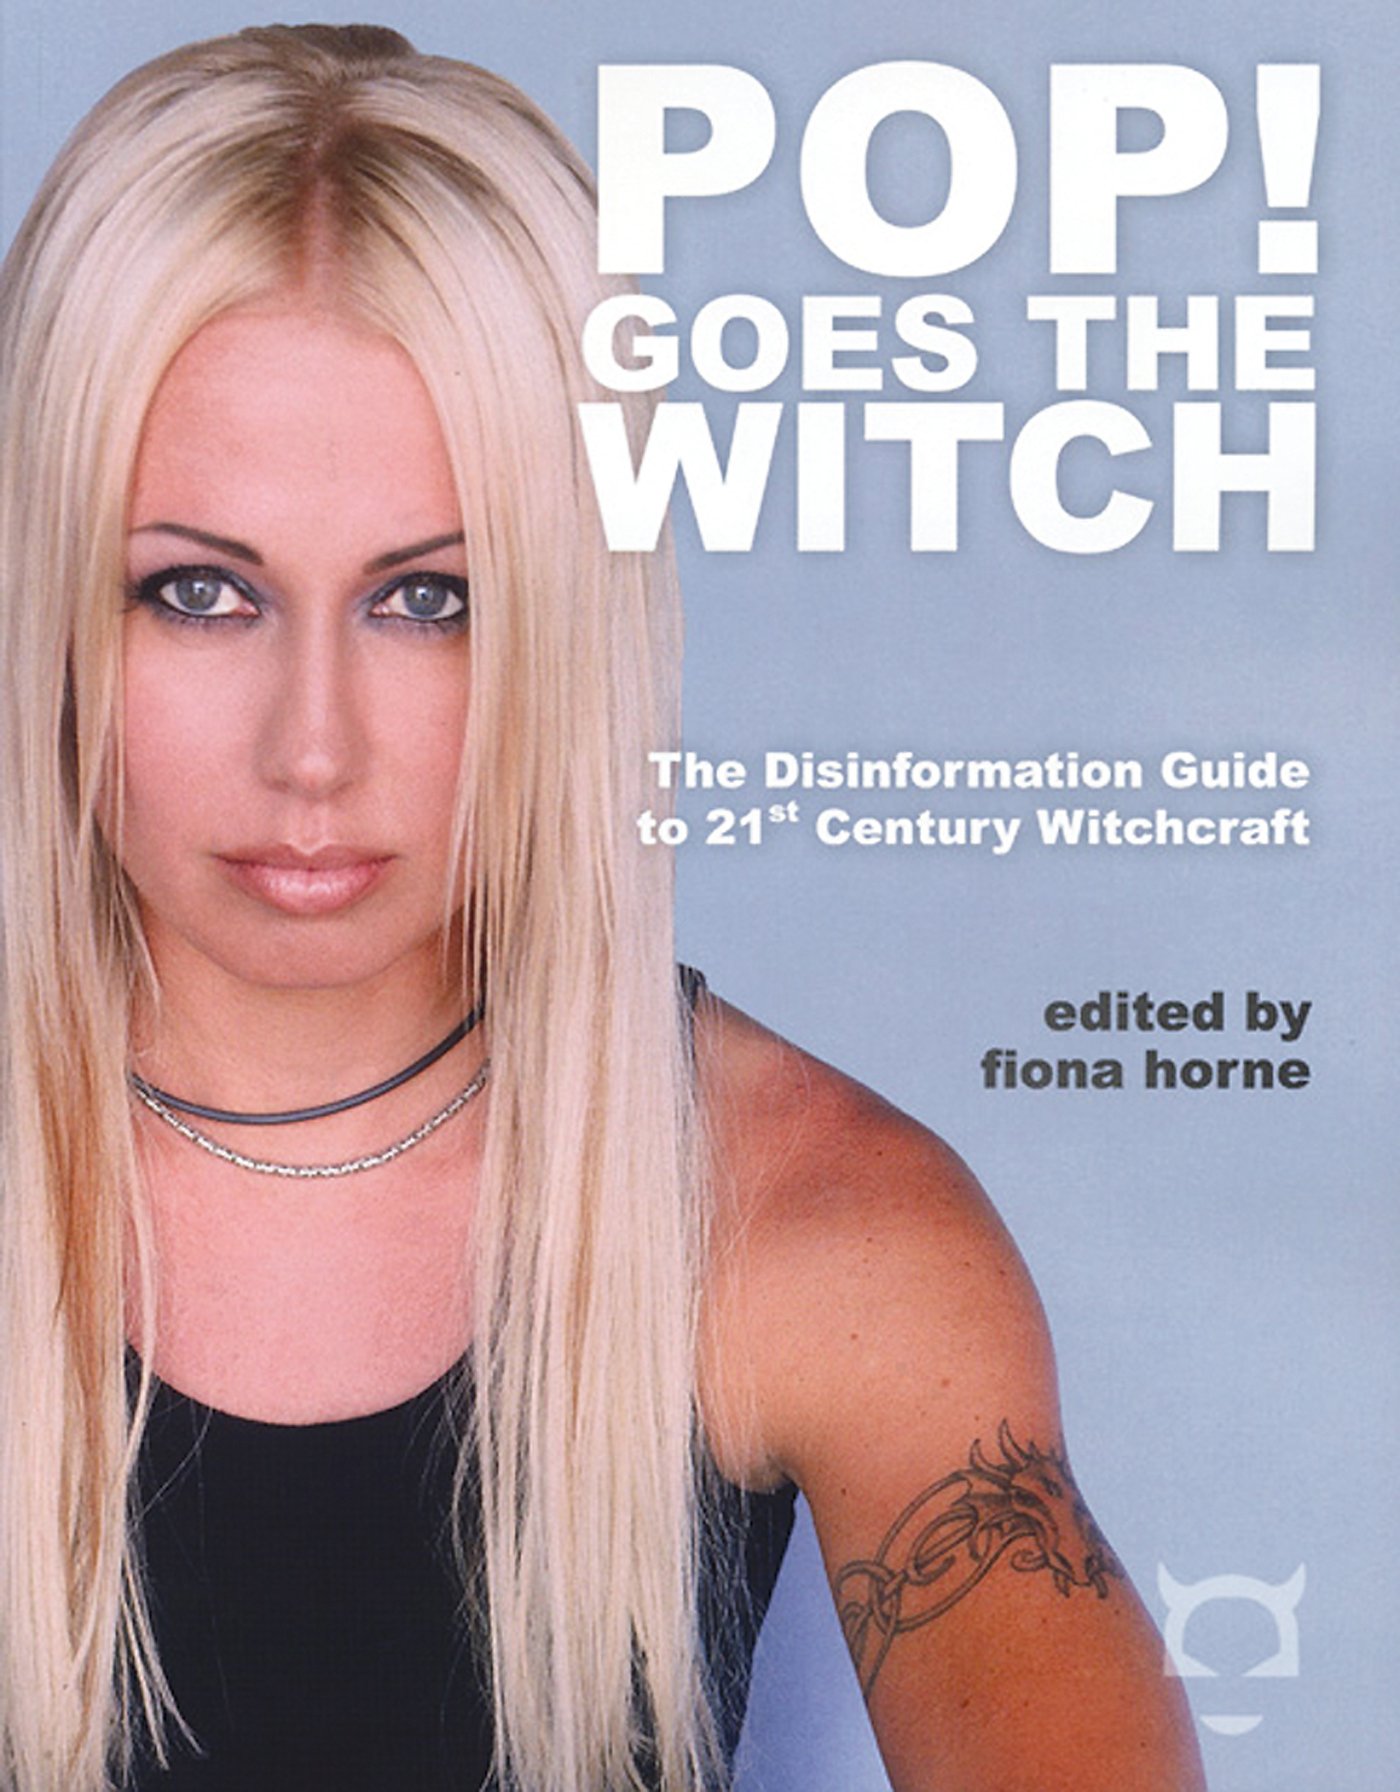 POP!
GOES THE
WITCH
The Disinformation Guide
to 21st Century Witchcraft
edited by
fiona horne